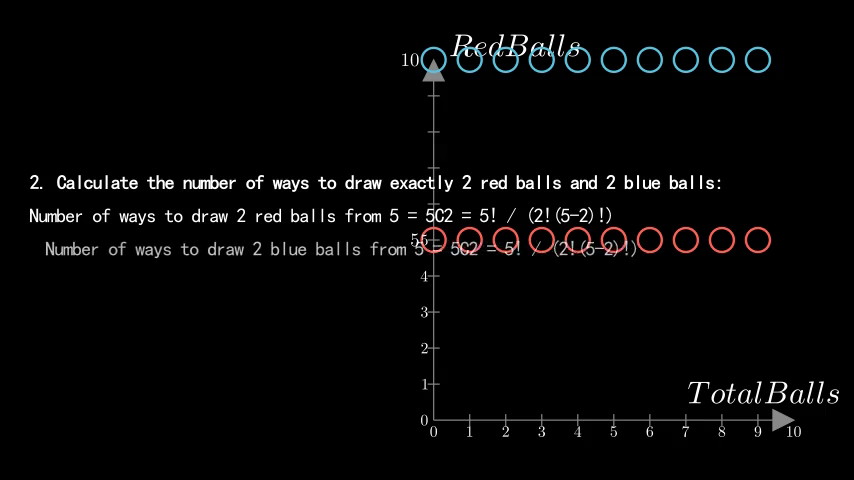 RedBalls
10
2. Calculate the number of ways to draw exactly 2 red balls and 2 blue balls:
Number of ways to draw 2 red balls from 5 = 5C2 = 5! / (2!(5-2)!)
Number of ways to draw 2 blue balls from 5 = 5C2 = 5! / (2!(5-2)!)
5
4
3
2
1
TotalBalls
0
0 1 2 3 4 5 6 7 8 9 10